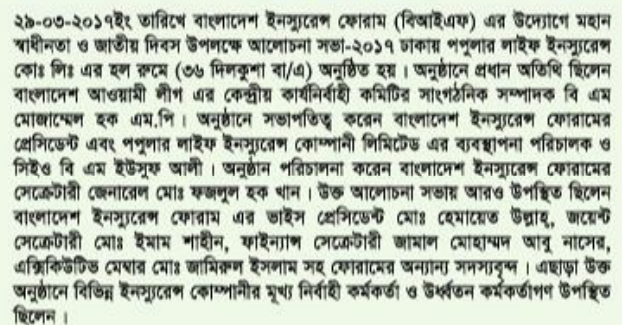 ২৯-০৩-২০১৭ইং তারিখে বাংলাদেশ ইনস্যুরেন্স ফোরাম (বিআইএফ) এর উদ্যোগে মহান
স্বাধীনতা ও জাতীয় দিবস উপলক্ষে আলোচনা সভা-২০১৭ ঢাকায় পপুলার লাইফ ইনস্যুরেন্স
কোঃ লিঃ এর হল রুমে (৩৬ দিলকুশা বা/এ) অনুষ্ঠিত হয়। অনুষ্ঠানে প্রধান অতিথি ছিলেন
বাংলাদেশ আওয়ামী লীগ এর কেন্দ্রীয় কার্যনির্বাহী কমিটির সাংগঠনিক সম্পাদক বি এম
মোজাম্মেল হক এম.পি। অনুষ্ঠানে সভাপতিত্ব করেন বাংলাদেশ ইনস্যুরেন্স ফোরামের
প্রেসিডেন্ট এবং পপুলার লাইফ ইনস্যুরেন্স কোম্পানী লিমিটেড এর ব্যবস্থাপনা পরিচালক ও
সিইও বি এম ইউসুফ আলী। অনুষ্ঠান পরিচালনা করেন বাংলাদেশ ইনস্যুরেন্স ফোরামের
সেক্রেটারী জেনারেল মোঃ ফজলুল হক খান। উক্ত আলোচনা সভায় আরও উপস্থিত ছিলেন
বাংলাদেশ ইনস্যুরেন্স ফোরাম এর ভাইস প্রেসিডেন্ট মোঃ হেমায়েত উল্লাহ্, জয়েন্ট
সেক্রেটারী মোঃ ইমাম শাহীন, ফাইন্যান্স সেক্রেটারী জামাল মোহাম্মদ আবু নাসের,
এক্সিকিউটিভ মেম্বার মোঃ জামিরুল ইসলাম সহ ফোরামের অন্যান্য সদস্যবৃন্দ। এছাড়া উক্ত
অনুষ্ঠানে বিভিন্ন ইনস্যুরেন্স কোম্পানীর মূখ্য নির্বাহী কর্মকর্তা ও উর্ধ্বতন কর্মকর্তাগণ উপস্থিত
ছিলেন।